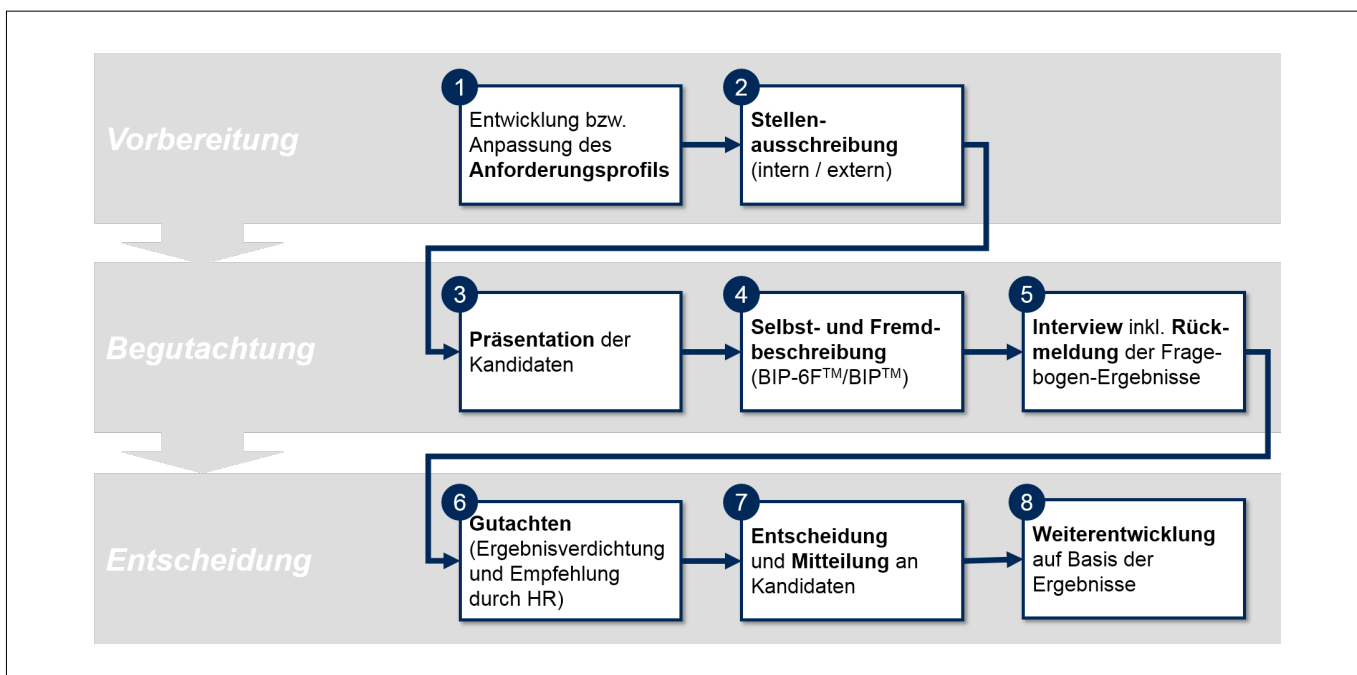 Vorbereitung
1
Entwicklung bzw.
Anpassung des
Anforderungsprofils
2
Stellen-
ausschreibung
(intern / extern)
Begutachtung
3
Präsentation der
Kandidaten
4
Selbst- und Fremd-
beschreibung
(BIP-6F™/BIP™)
5
Interview inkl. Rück-
meldung der Frage-
bogen-Ergebnisse
Entscheidung
6
Gutachten
(Ergebnisverdichtung
und Empfehlung
durch HR)
7
Entscheidung
und Mitteilung an
Kandidaten
8
Weiterentwicklung
auf Basis der
Ergebnisse